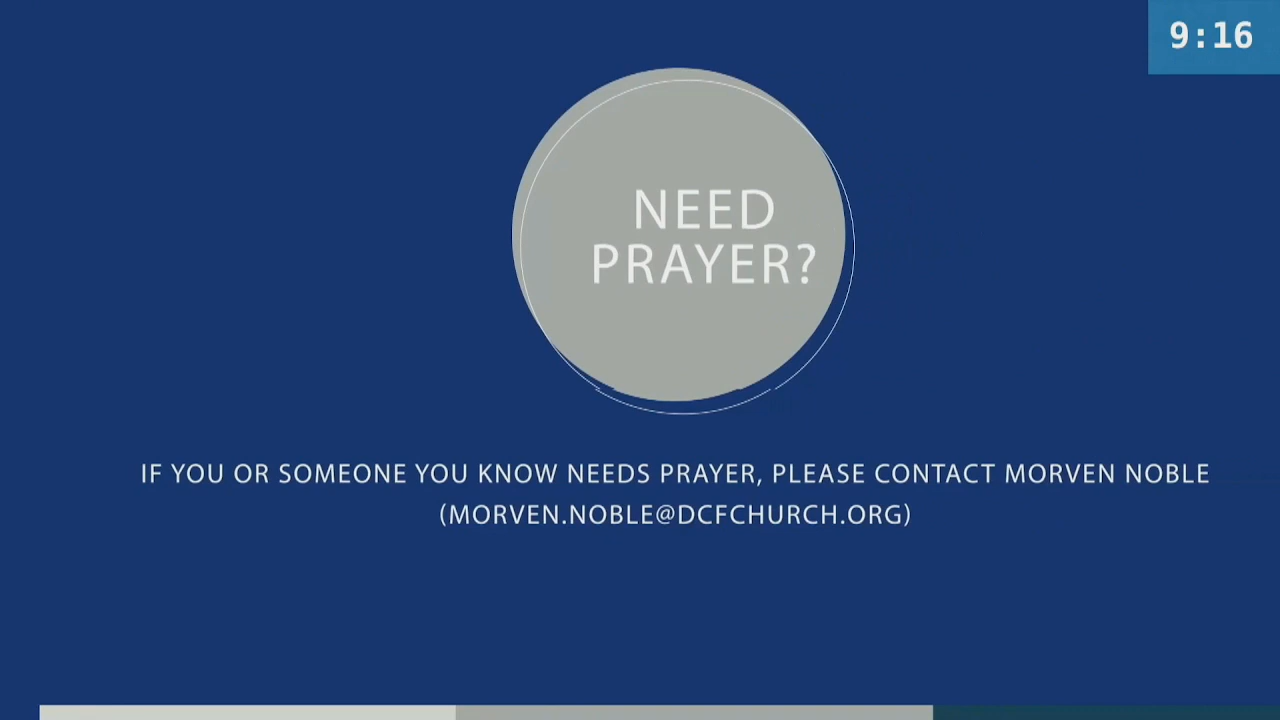 9:16
NEED
PRAYER?
IF YOU OR SOMEONE YOU KNOW NEEDS PRAYER, PLEASE CONTACT MORVEN NOBLE
(MORVEN.NOBLE@DCFCHURCH.ORG)